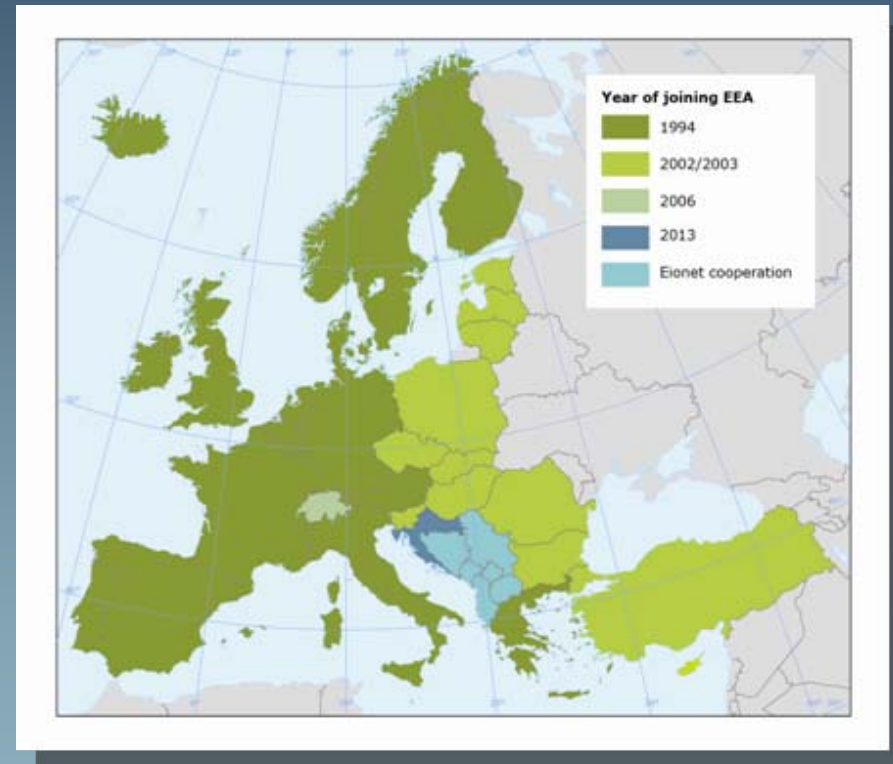 Year of joining EEA
1994
2002/2003
2006
2013
Eionet cooperation